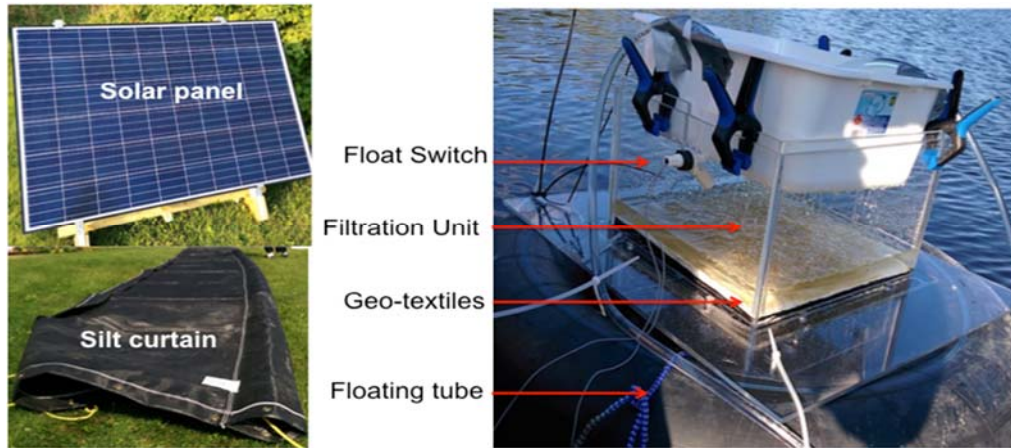 Solar panel
Silt curtain
Float Switch
Filtration Unit
Geo-textiles
Floating tube